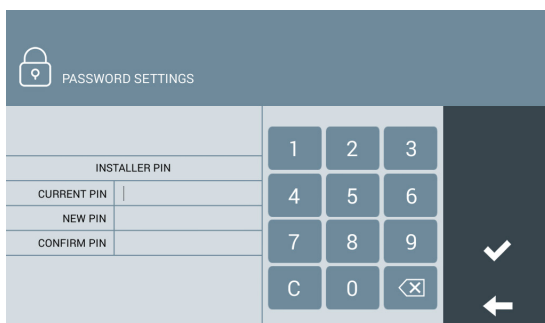 PASSWORD SETTINGS
INSTALLER PIN
CURRENT PIN
NEW PIN
CONFIRM PIN
1 2 3
4 5 6
7 8 9
C 0